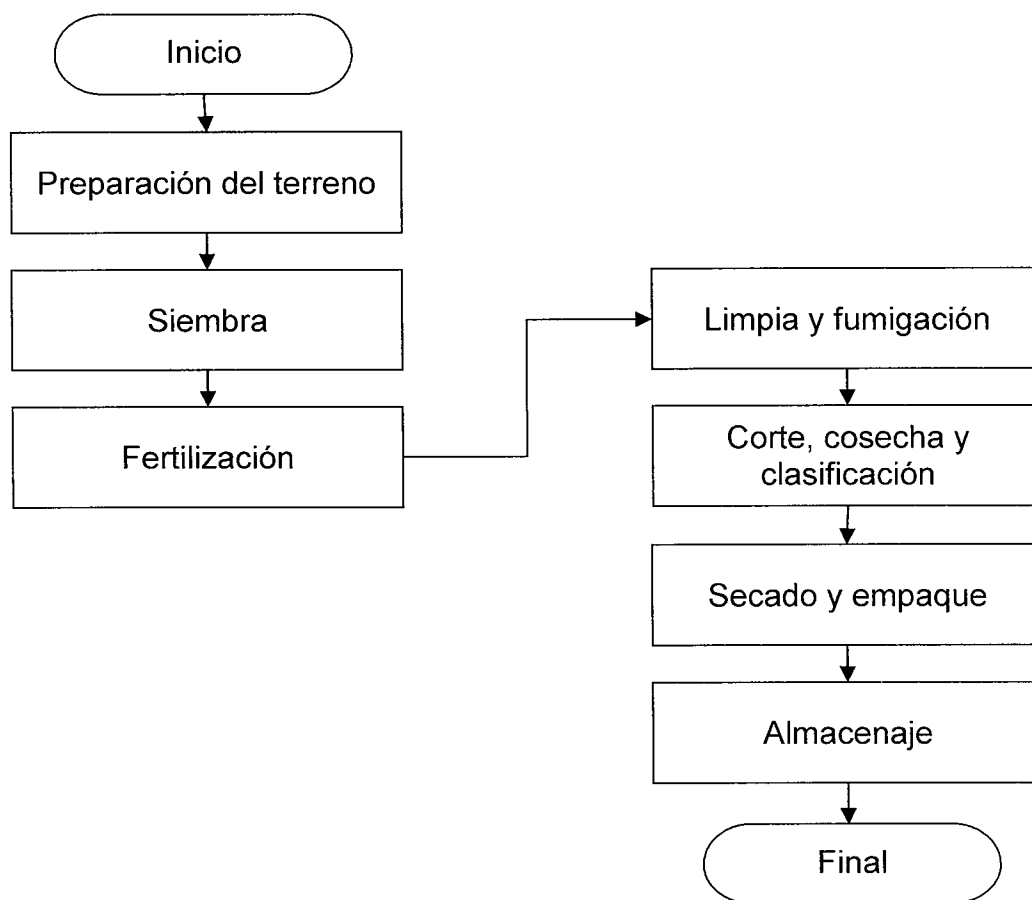 Inicio
Preparación del terreno
Siembra
Fertilización
Limpia y fumigación
Corte, cosecha y
clasificación
Secado y empaque
Almacenaje
Final